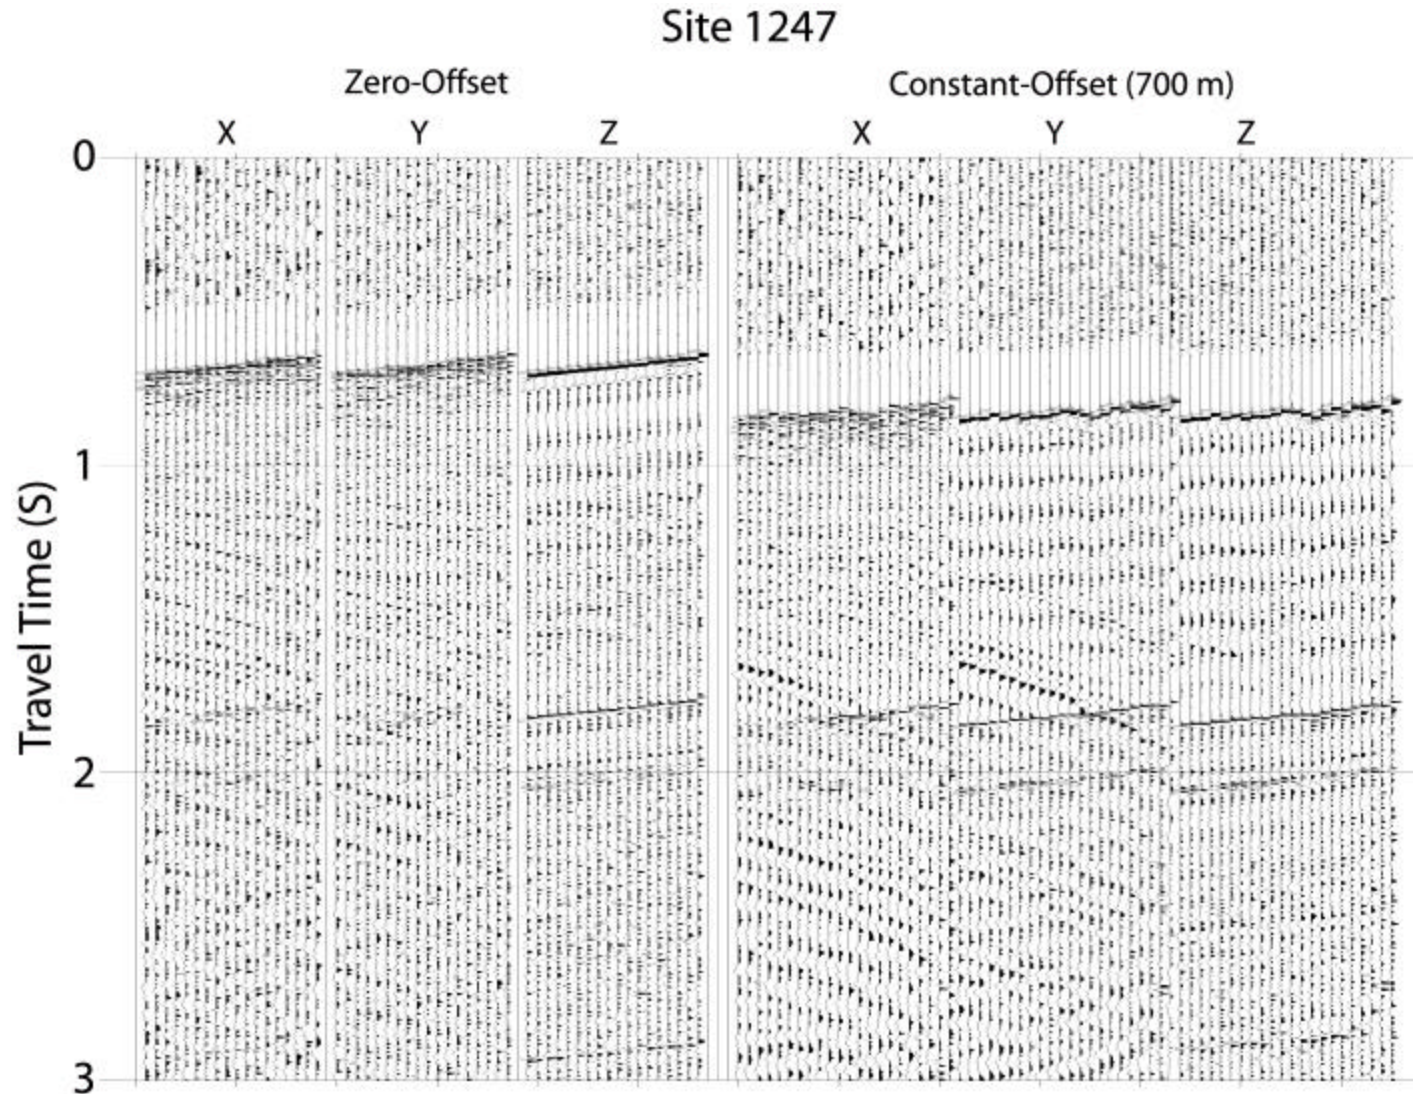 Site 1247
Zero-Offset
Constant-Offset (700 m)
X
Y
Z
X
Y
Z
0
1
2
3
Travel Time (S)